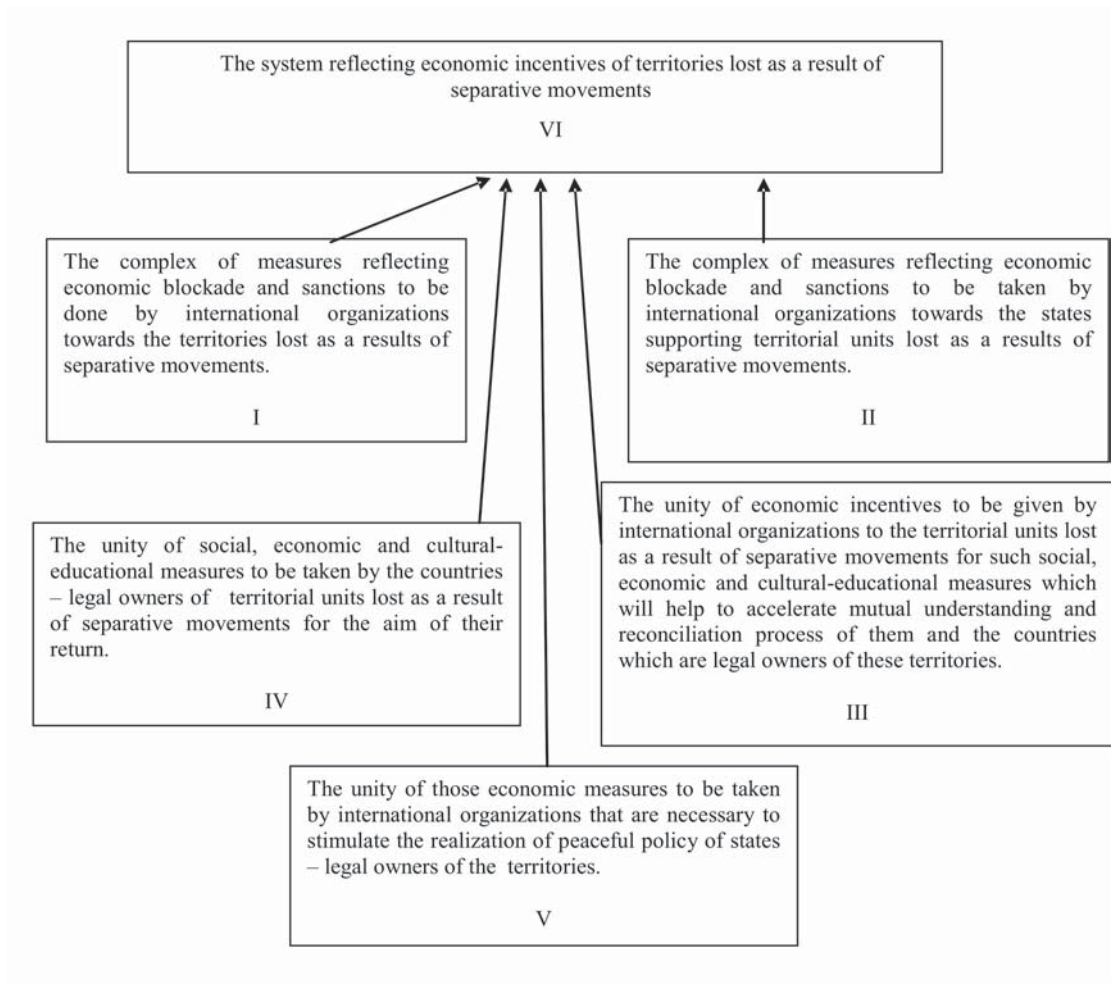 The system reflecting economic incentives of territories lost as a result of
separative movements
VI
The complex of measures reflecting
economic blockade and sanctions to be
done by international organizations
towards the territories lost as a results of
separative movements.
I
The complex of measures reflecting economic
blockade and sanctions to be taken by
international organizations towards the states
supporting territorial units lost as a results of
separative movements.
II
The unity of social, economic and cultural-
educational measures to be taken by the countries
– legal owners of territorial units lost as a result
of separative movements for the aim of their
return.
IV
The unity of economic incentives to be given by
international organizations to the territorial units lost
as a result of separative movements for such social,
economic and cultural-educational measures which
will help to accelerate mutual understanding and
reconciliation process of them and the countries
which are legal owners of these territories.
III
The unity of those economic measures to be taken
by international organizations that are necessary to
stimulate the realization of peaceful policy of states
– legal owners of the territories.
V